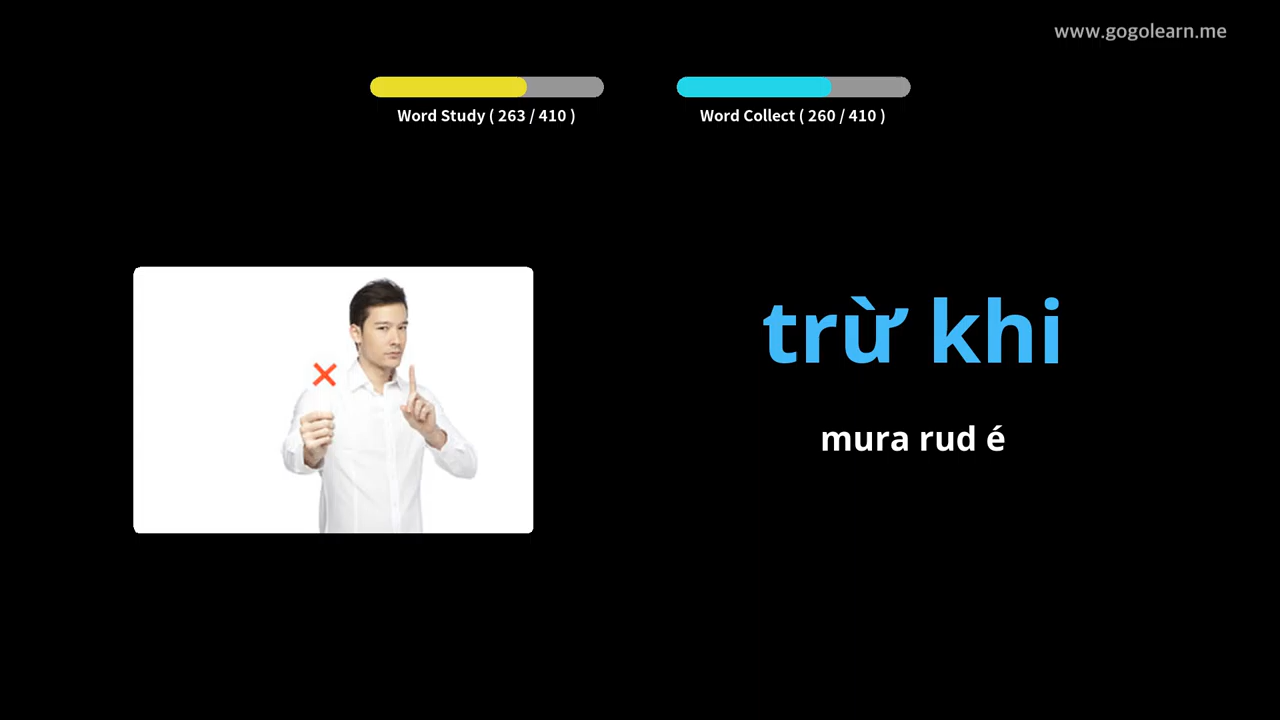 www.gogolearn.me
Word Study ( 263 / 410 )
Word Collect ( 260 / 410 )
trừ khi
mura rud é